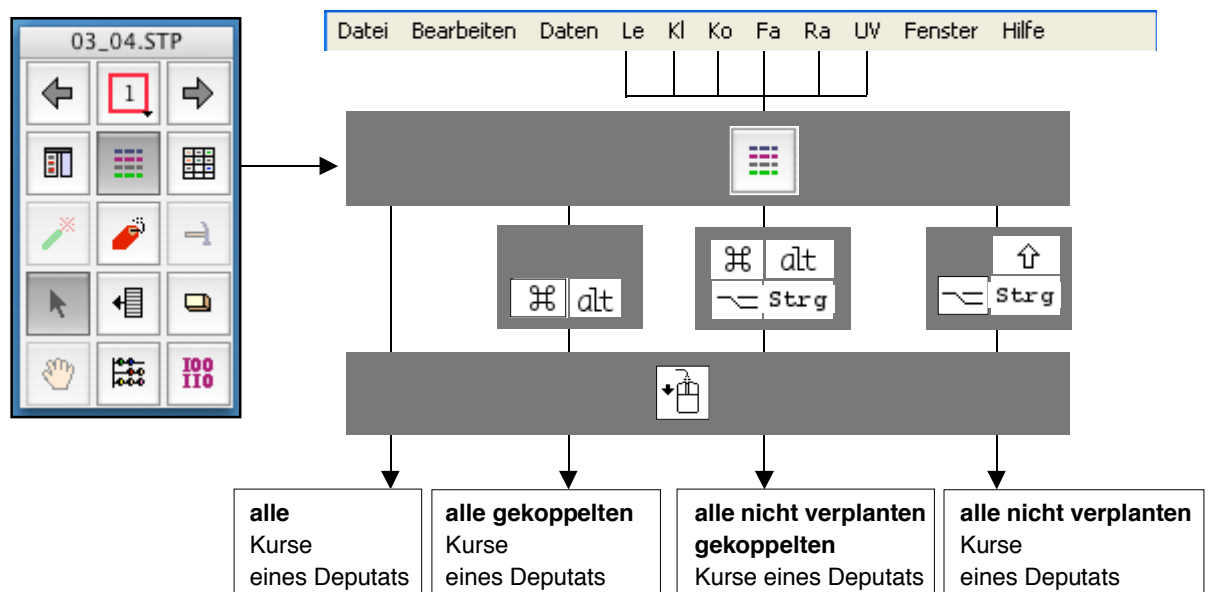 03_04.STP
Datei Bearbeiten Daten Le Kl Ko Fa Ra UV Fenster Hilfe
1
⌘ alt
⌘ alt
⌥ Strg
⇧
⌥ Strg
I00
II0
alle
Kurse
eines Deputats
alle gekoppelten
Kurse
eines Deputats
alle nicht verplanten
gekoppelten
Kurse eines Deputats
alle nicht verplanten
Kurse
eines Deputats